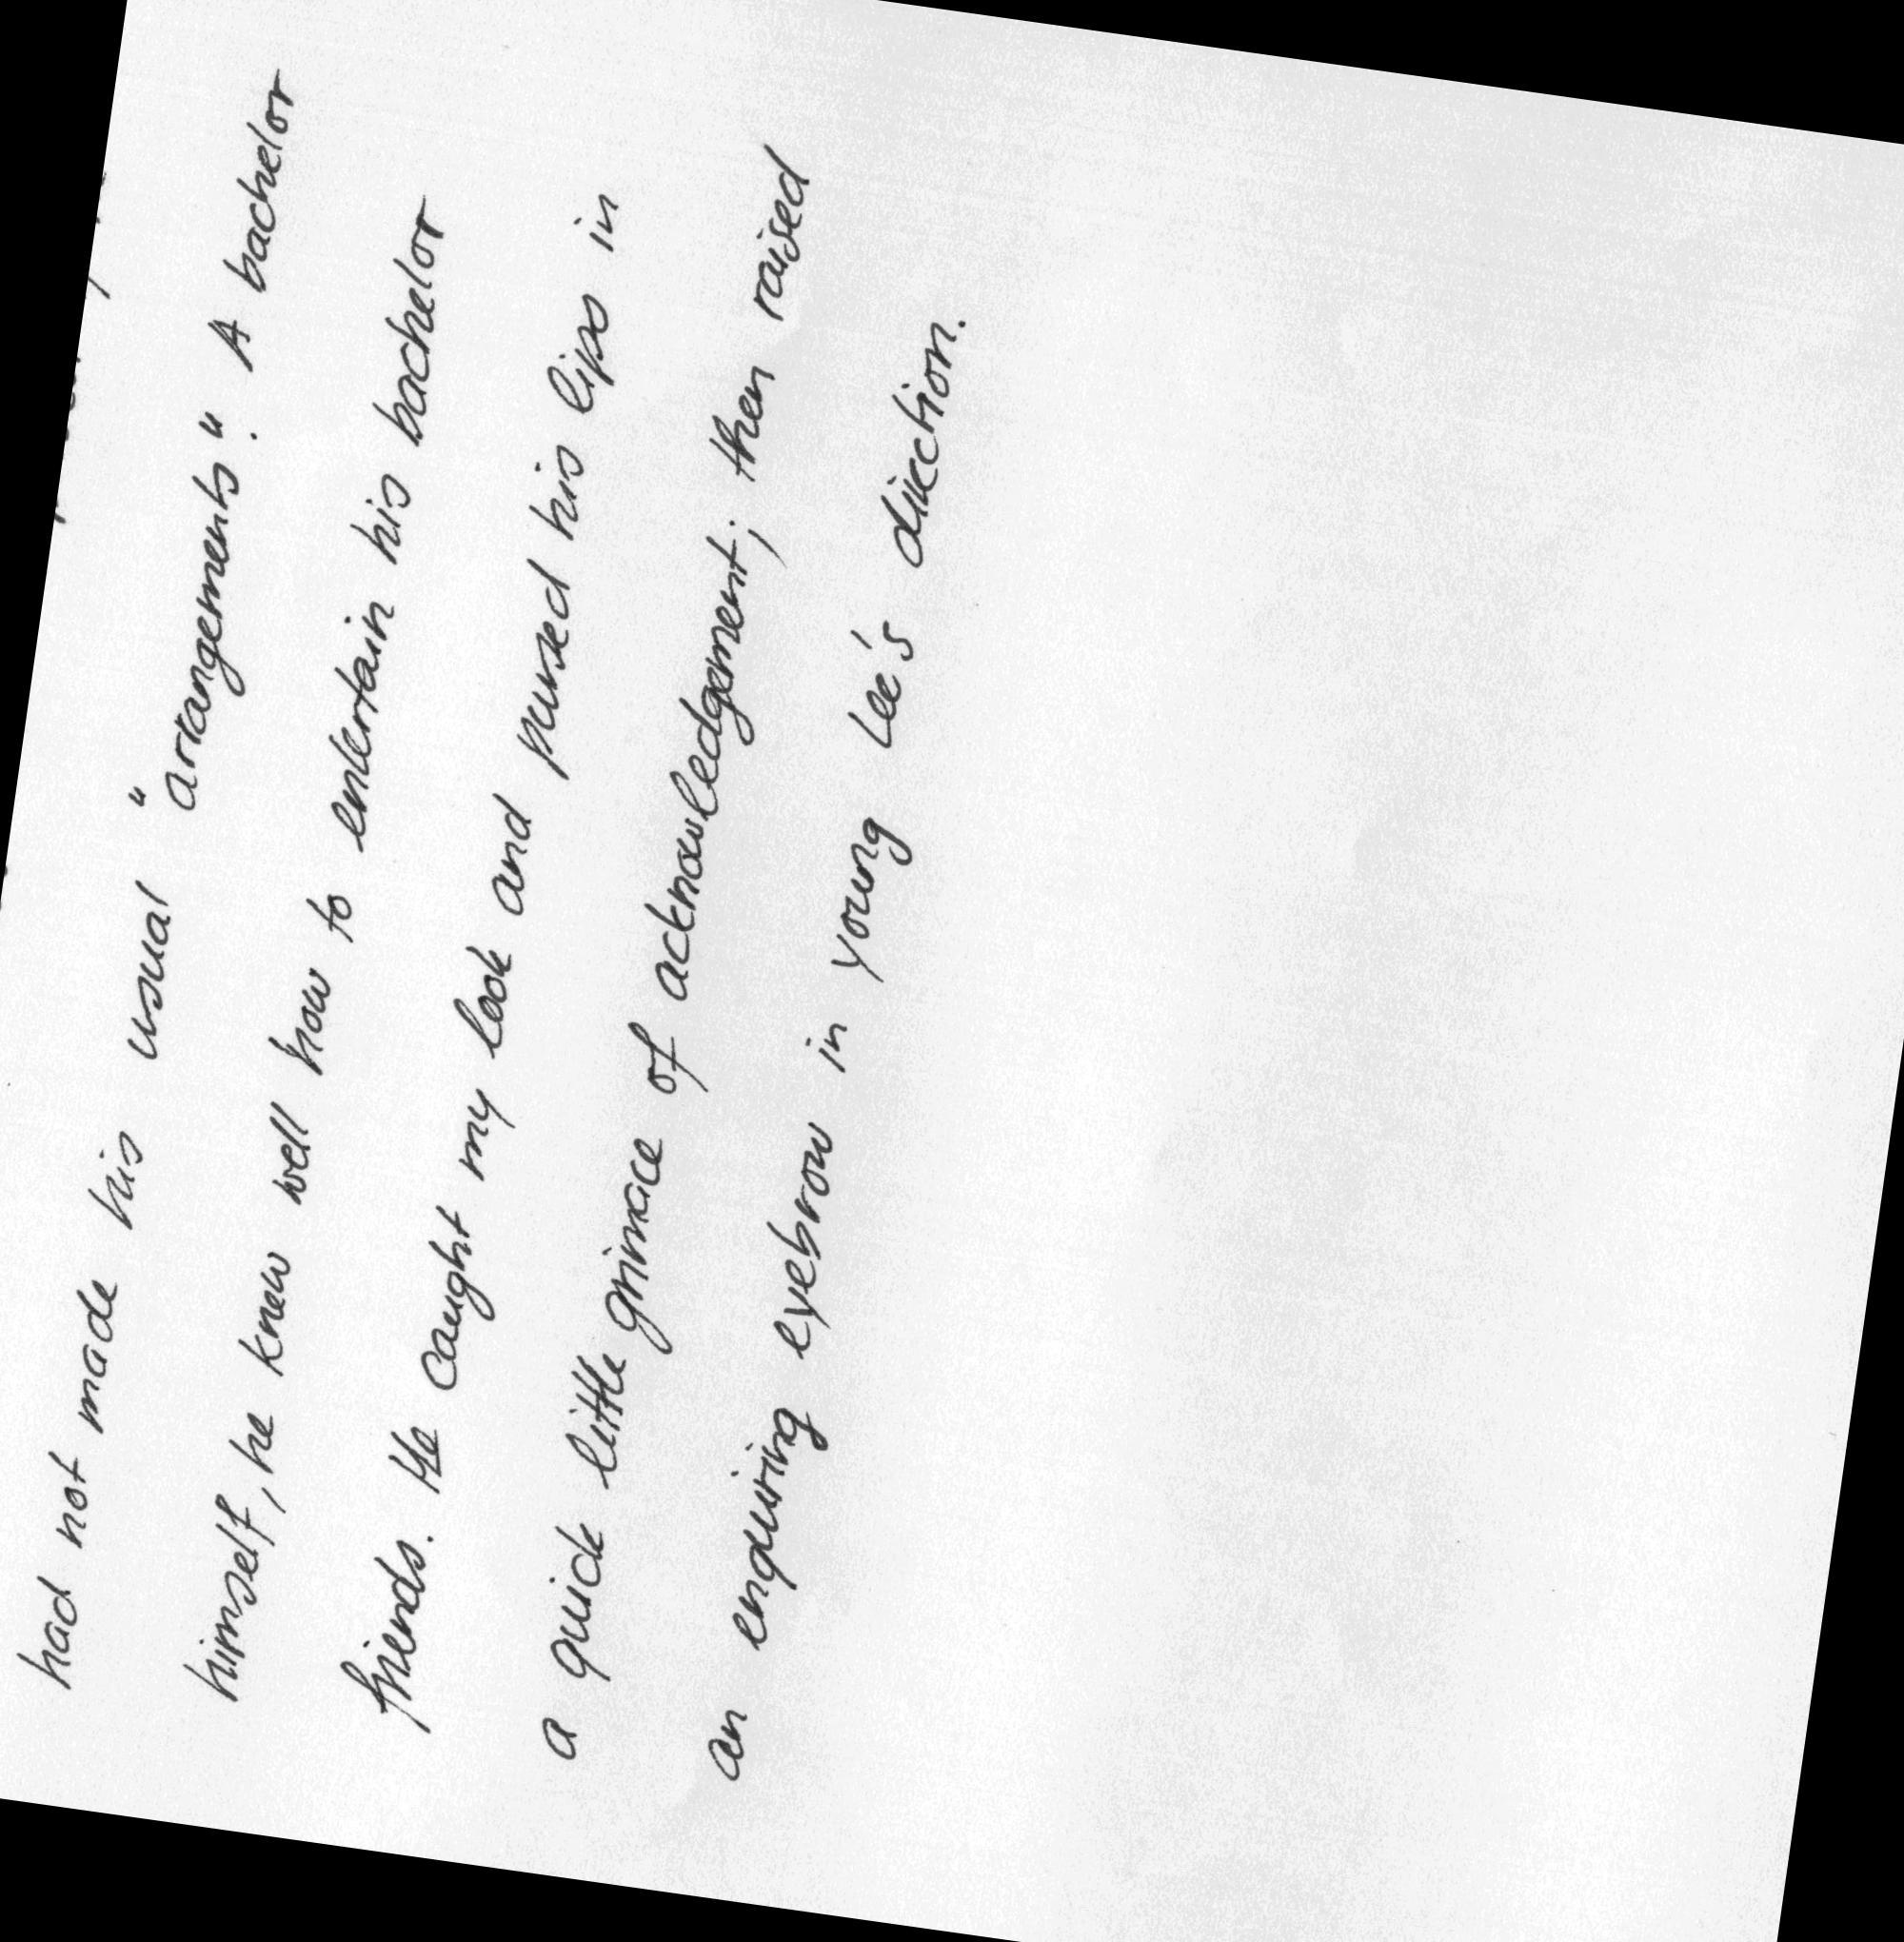 had not made his usual "arrangements". A bachelor
himself, he knew well how to entertain his bachelor
friends. He caught my look and pursed his lips in
a quick little grimace of acknowledgement; then raised
an enquiring eyebrow in young Lee's direction.